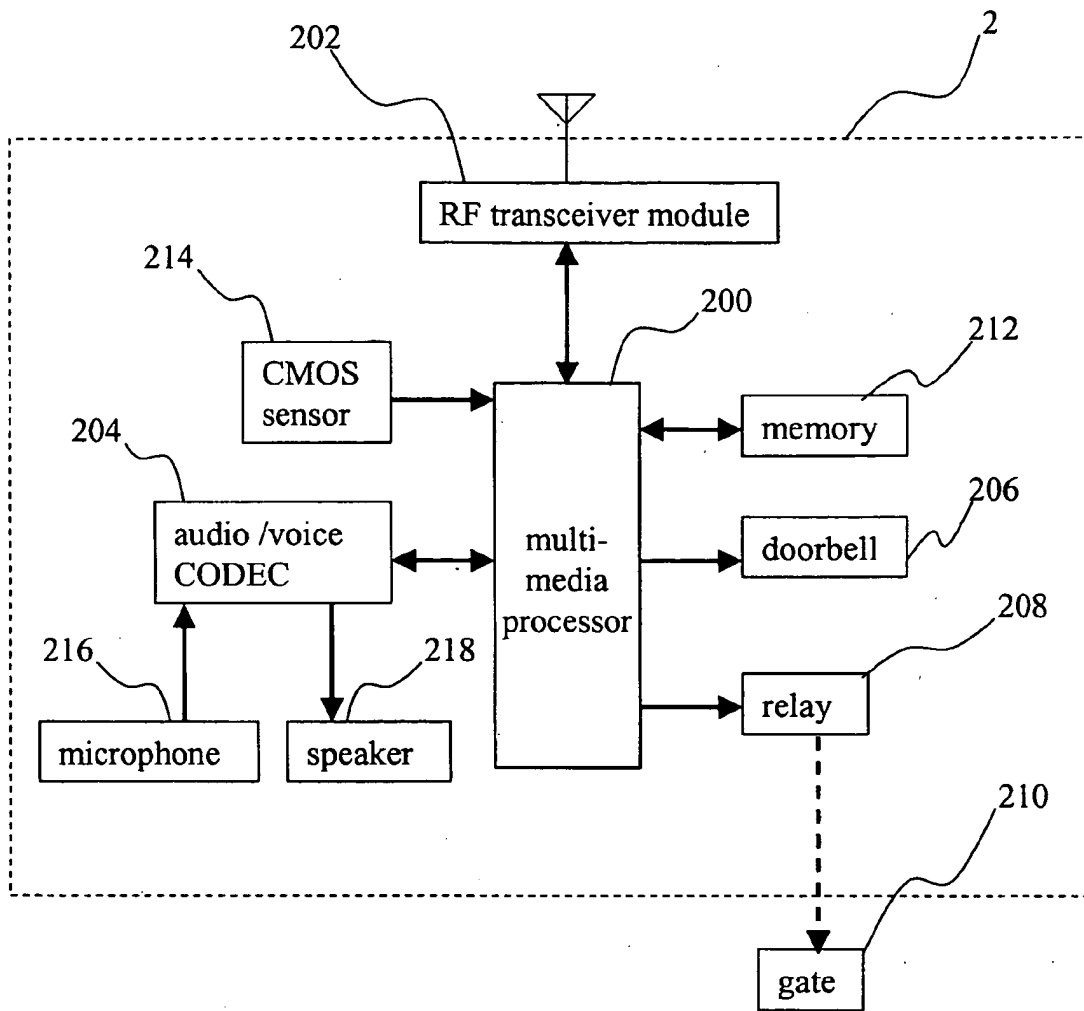 202
2
RF transceiver module
214
200
212
CMOS
sensor
memory
204
206
audio /voice
CODEC
multi-
media
processor
doorbell
208
216
218
relay
microphone
speaker
210
gate